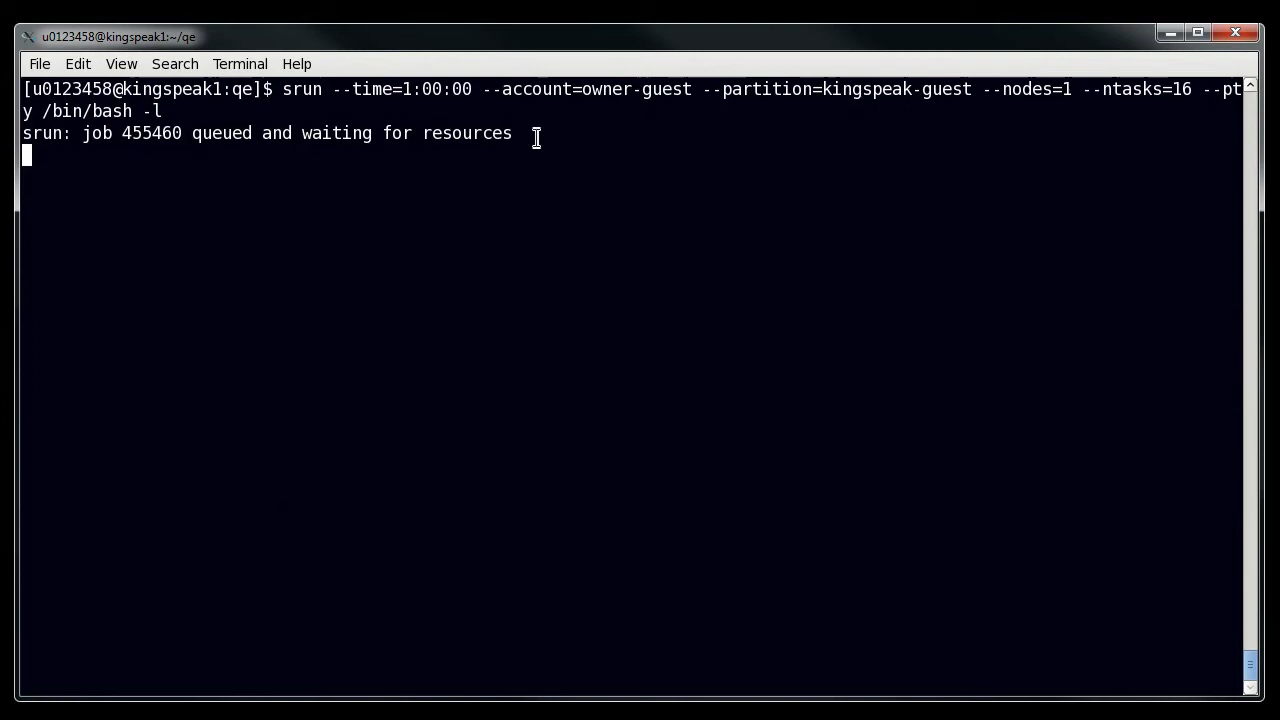 u0123458@kingspeak1:~/qe
File Edit View Search Terminal Help
[u0123458@kingspeak1:qe]$ srun --time=1:00:00 --account=owner-guest --partition=kingspeak-guest --nodes=1 --ntasks=16 --pt
y /bin/bash -l
srun: job 455460 queued and waiting for resources